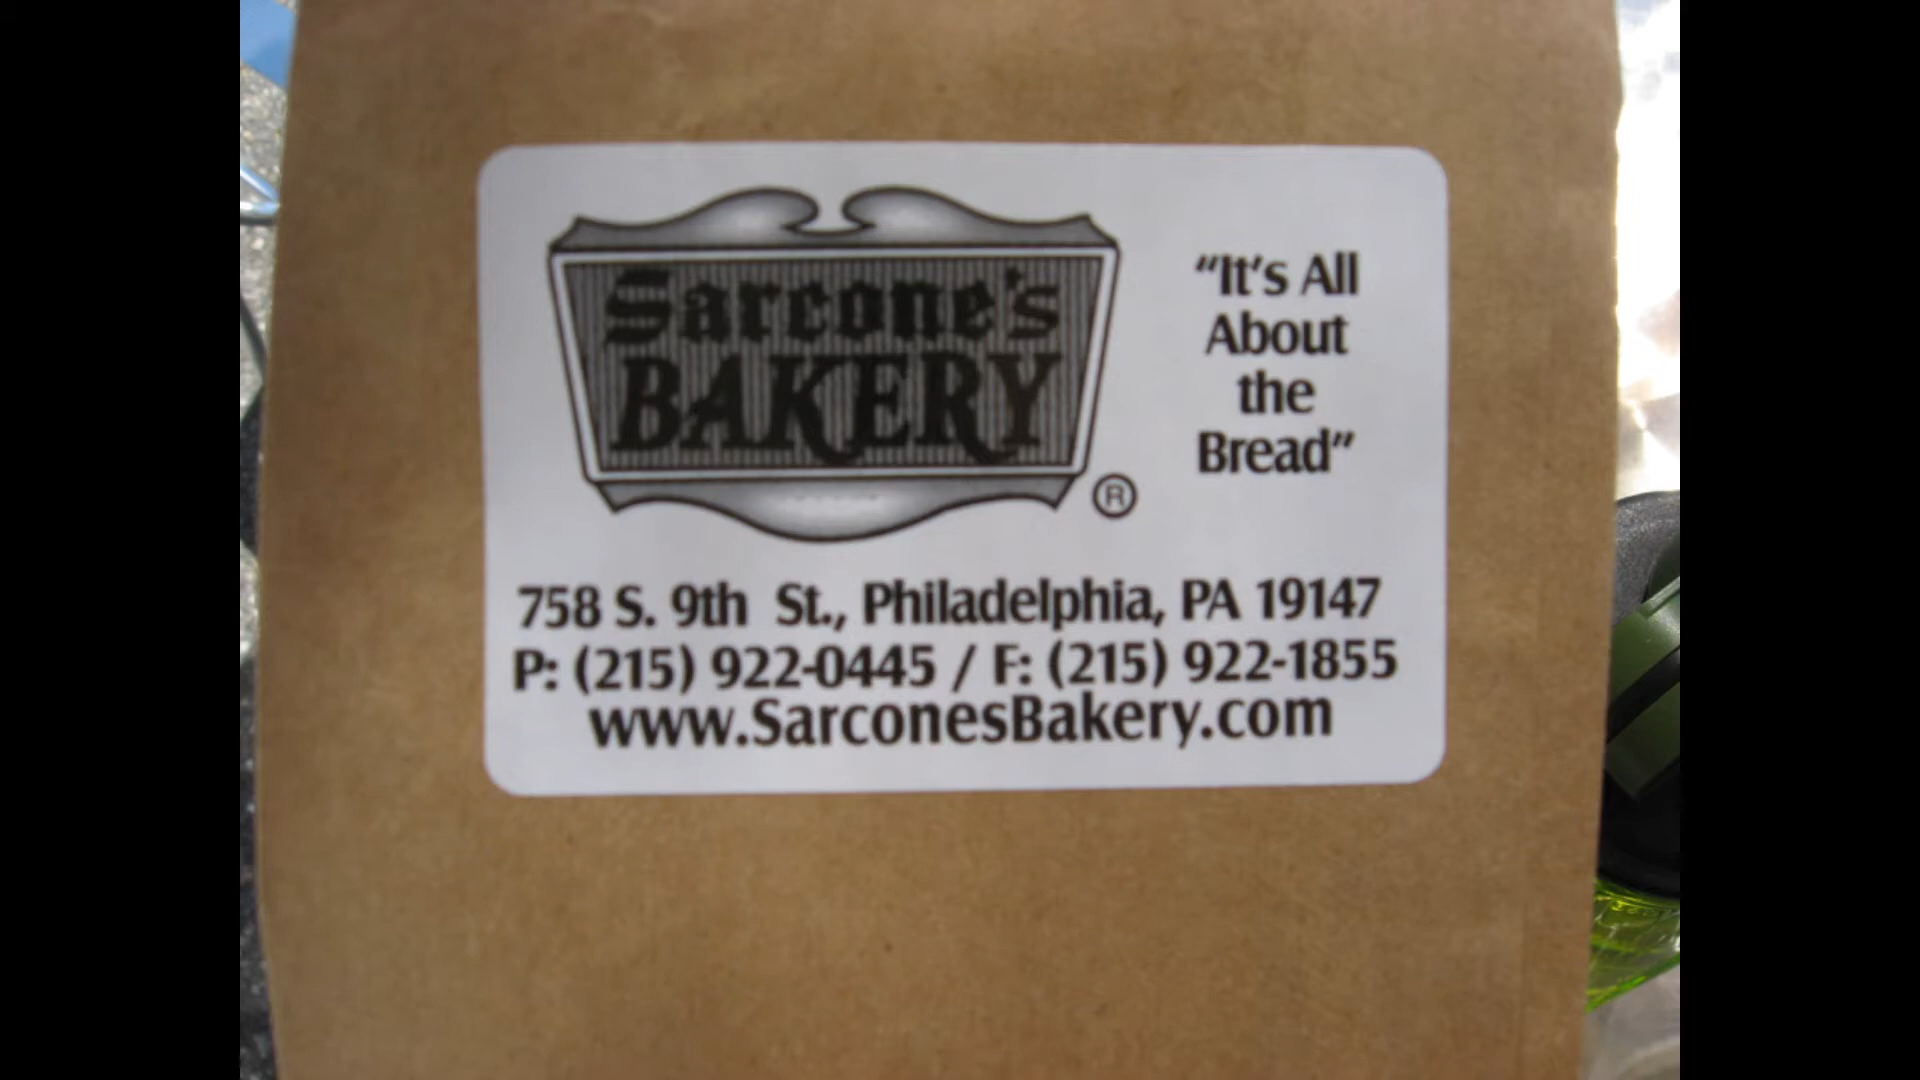 Sarcone's
BAKERY
®
"It's All
About
the
Bread"
758 S. 9th St., Philadelphia, PA 19147
P: (215) 922-0445 / F: (215) 922-1855
www.SarconesBakery.com